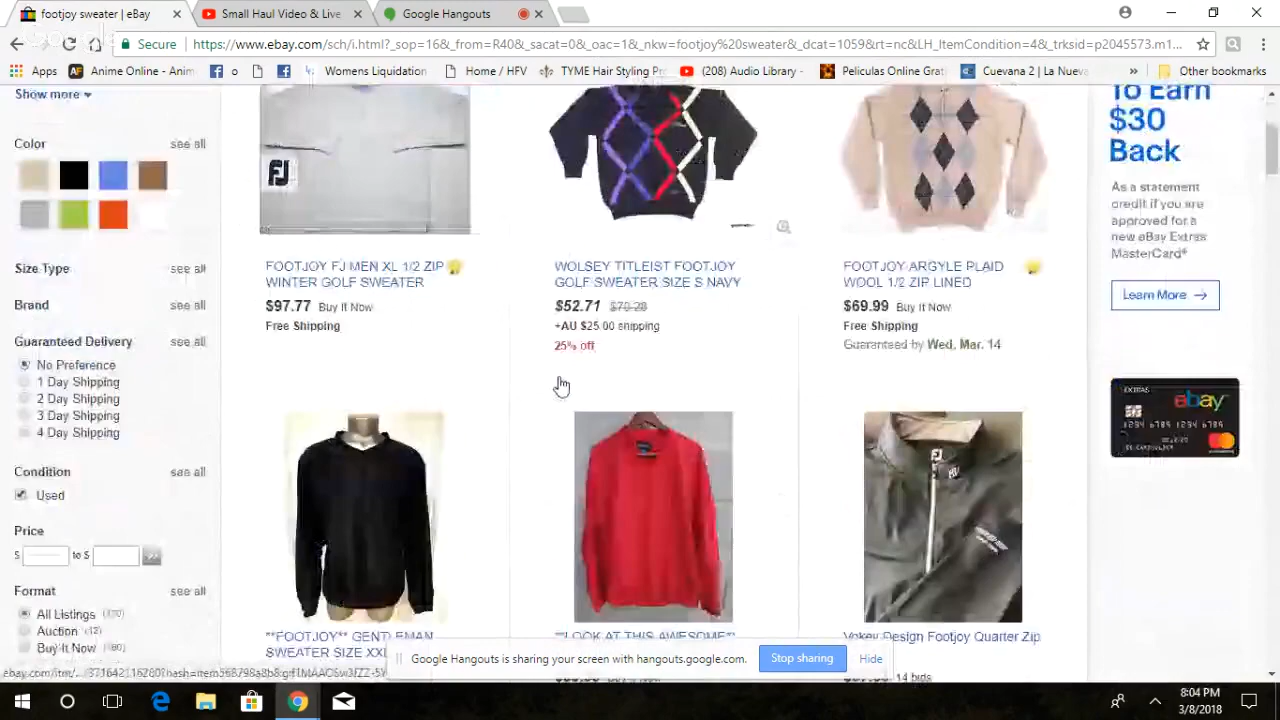 footjoy sweater | eBay
Small Haul Video & Live
Google Hangouts
Secure
https://www.ebay.com/sch/i.html?_sop=16&_from=R40&_sacat=0&_oac=1&_nkw=footjoy%20sweater&_dcat=1059&rt=nc&LH_ItemCondition=4&_trksid=p2045573.m1...
Apps
Anime Online - Anim
o
Womens Liquidation
Home / HFV
TYME Hair Styling Pr
(208) Audio Library -
Peliculas Online Grat
Cuevana 2 | La Nueva
Other bookmarks
Show more
Color see all
Size Type see all
Brand see all
Guaranteed Delivery see all
No Preference
1 Day Shipping
2 Day Shipping
3 Day Shipping
4 Day Shipping
Condition see all
Used
Price
$ to $
Format see all
All Listings
Auction (12)
Buy It Now
FJ
FOOTJOY FJ MEN XL 1/2 ZIP
WINTER GOLF SWEATER
$97.77 Buy It Now
Free Shipping
WOLSEY TITLEIST FOOTJOY
GOLF SWEATER SIZE S NAVY
$52.71 $70.28
+AU $25.00 shipping
25% off
FOOTJOY ARGYLE PLAID
WOOL 1/2 ZIP LINED
$69.99 Buy It Now
Free Shipping
Guaranteed by Wed, Mar. 14
**FOOTJOY** GENTLEMAN
SWEATER SIZE XXL
**LOOK AT THIS AWESOME**
Vokey Design Footjoy Quarter Zip
14 bids
To Earn
$30
Back
As a statement
credit if you are
approved for a
new eBay Extras
MasterCard*
Learn More
EXTRAS
ebay
Google Hangouts is sharing your screen with hangouts.google.com.
Stop sharing
Hide
8:04 PM
3/8/2018